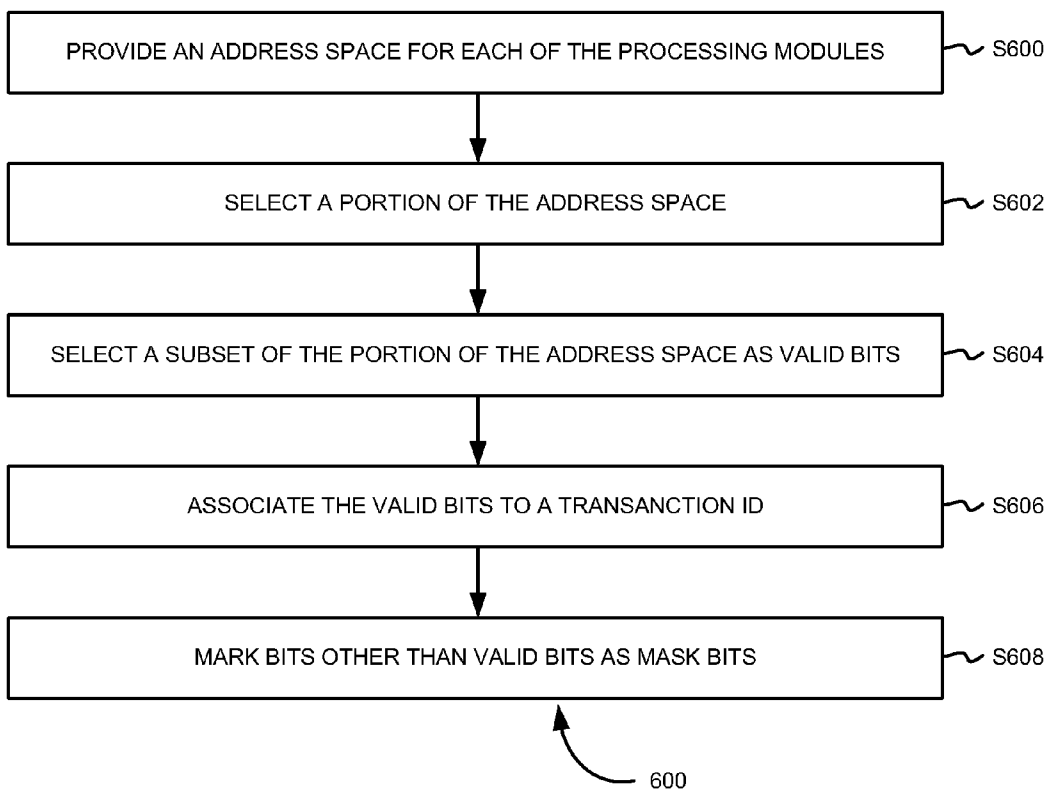 PROVIDE AN ADDRESS SPACE FOR EACH OF THE PROCESSING MODULES
S600
SELECT A PORTION OF THE ADDRESS SPACE
S602
SELECT A SUBSET OF THE PORTION OF THE ADDRESS SPACE AS VALID BITS
S604
ASSOCIATE THE VALID BITS TO A TRANSANCTION ID
S606
MARK BITS OTHER THAN VALID BITS AS MASK BITS
S608
600